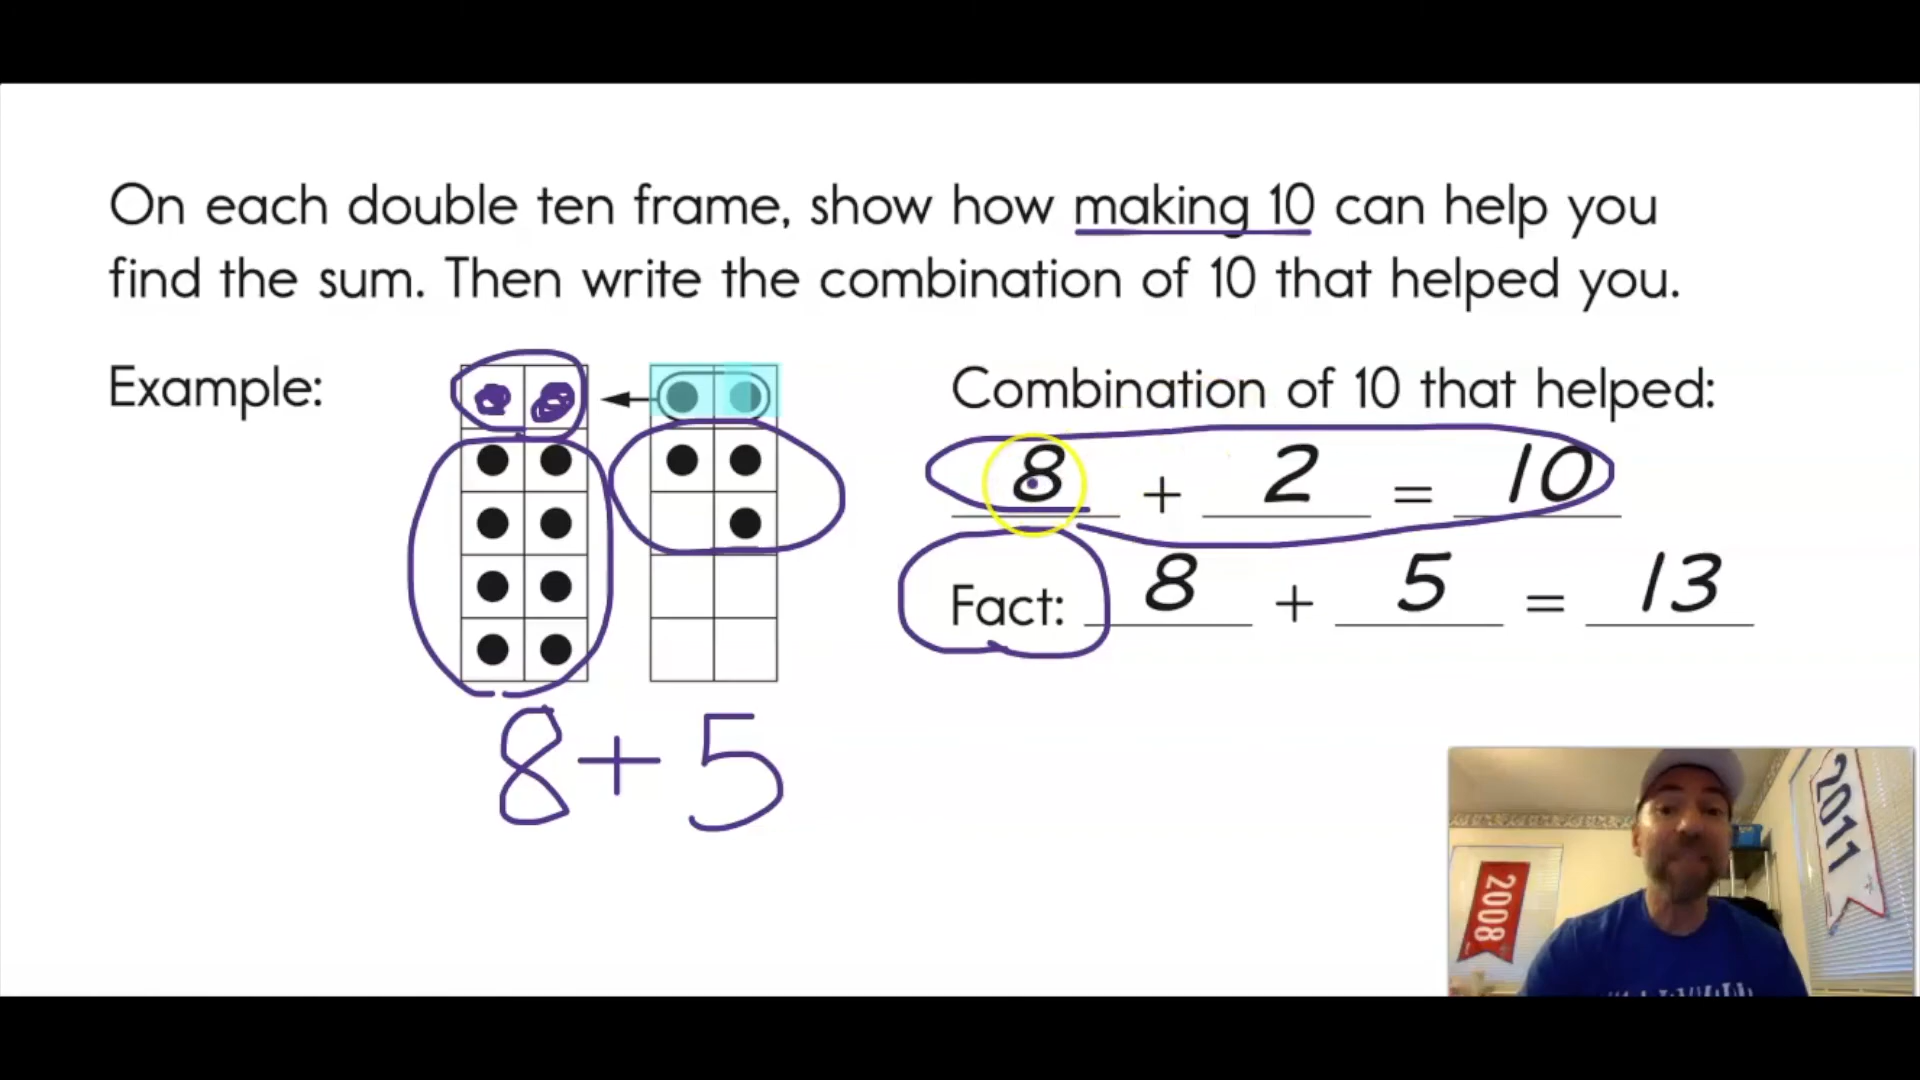 On each double ten frame, show how making 10 can help you
find the sum. Then write the combination of 10 that helped you.
Example:
Combination of 10 that helped:
8 + 2 = 10
Fact: 8 + 5 = 13
8+5
2008
2011